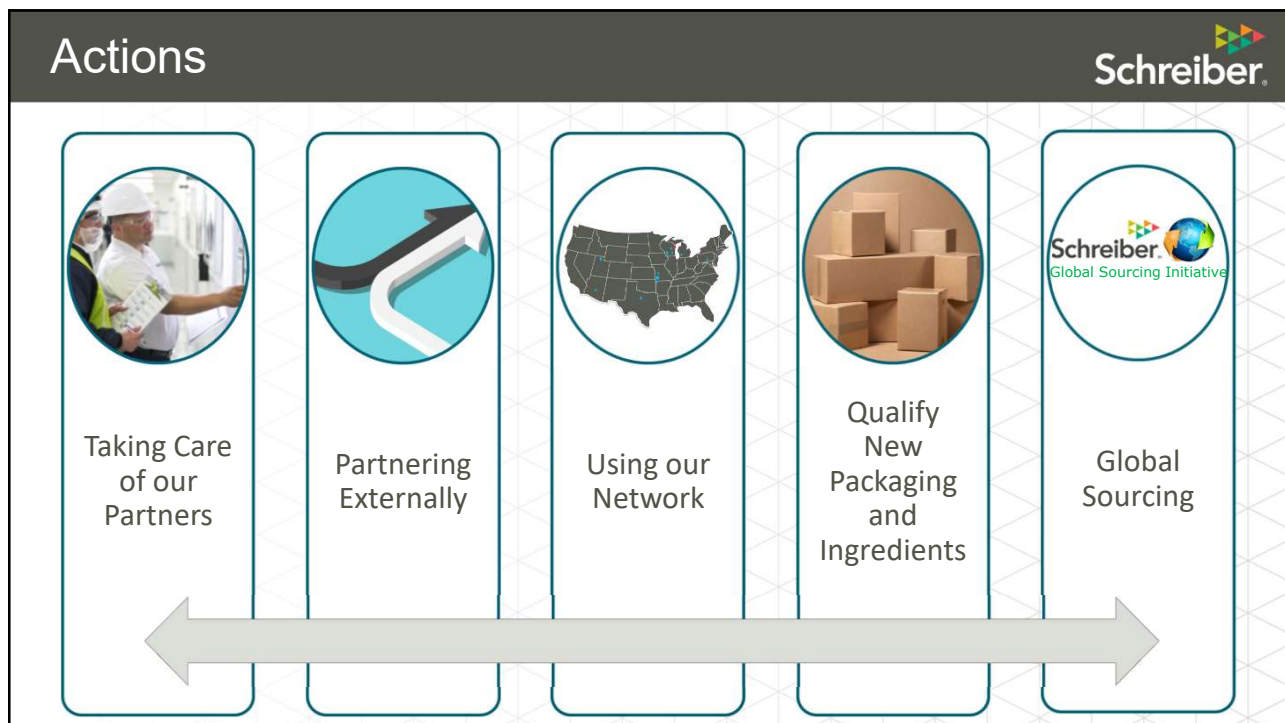 Actions
Schreiber.
Schreiber.
Global Sourcing Initiative
Taking Care
of our
Partners
Partnering
Externally
Using our
Network
Qualify
New
Packaging
and
Ingredients
Global
Sourcing